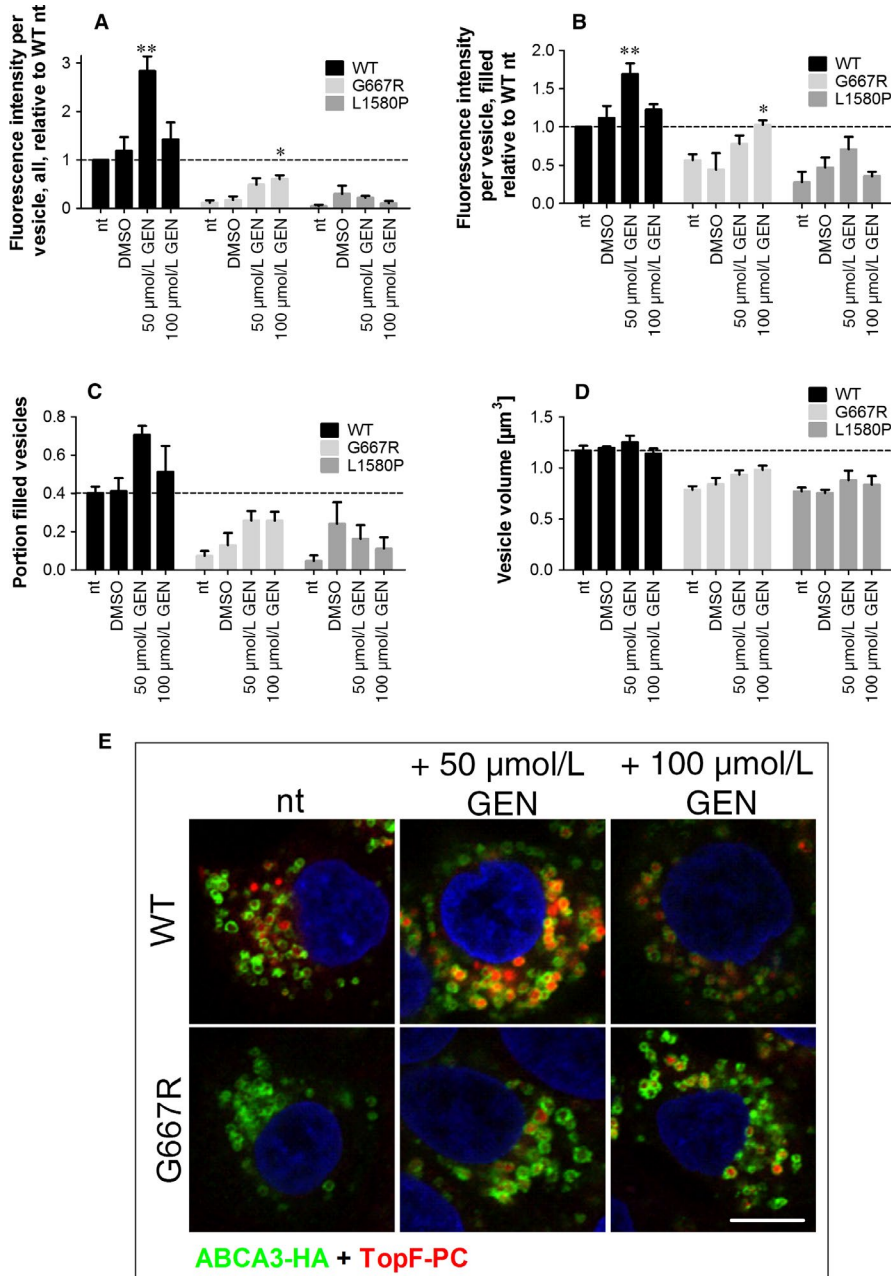 A
Fluorescence intensity per
vesicle, all, relative to WT nt
3
2
1
0
**
*
WT
G667R
L1580P
nt
DMSO
50 µmol/L GEN
100 µmol/L GEN
nt
DMSO
50 µmol/L GEN
100 µmol/L GEN
nt
DMSO
50 µmol/L GEN
100 µmol/L GEN
B
Fluorescence intensity
per vesicle, filled
relative to WT nt
2.0
1.5
1.0
0.5
0.0
**
*
WT
G667R
L1580P
nt
DMSO
50 µmol/L GEN
100 µmol/L GEN
nt
DMSO
50 µmol/L GEN
100 µmol/L GEN
nt
DMSO
50 µmol/L GEN
100 µmol/L GEN
C
Portion filled vesicles
0.8
0.6
0.4
0.2
0.0
WT
G667R
L1580P
nt
DMSO
50 µmol/L GEN
100 µmol/L GEN
nt
DMSO
50 µmol/L GEN
100 µmol/L GEN
nt
DMSO
50 µmol/L GEN
100 µmol/L GEN
D
Vesicle volume [µm³]
1.5
1.0
0.5
0.0
WT
G667R
L1580P
nt
DMSO
50 µmol/L GEN
100 µmol/L GEN
nt
DMSO
50 µmol/L GEN
100 µmol/L GEN
nt
DMSO
50 µmol/L GEN
100 µmol/L GEN
E
nt
+ 50 µmol/L
GEN
+ 100 µmol/L
GEN
WT
G667R
ABCA3-HA + TopF-PC